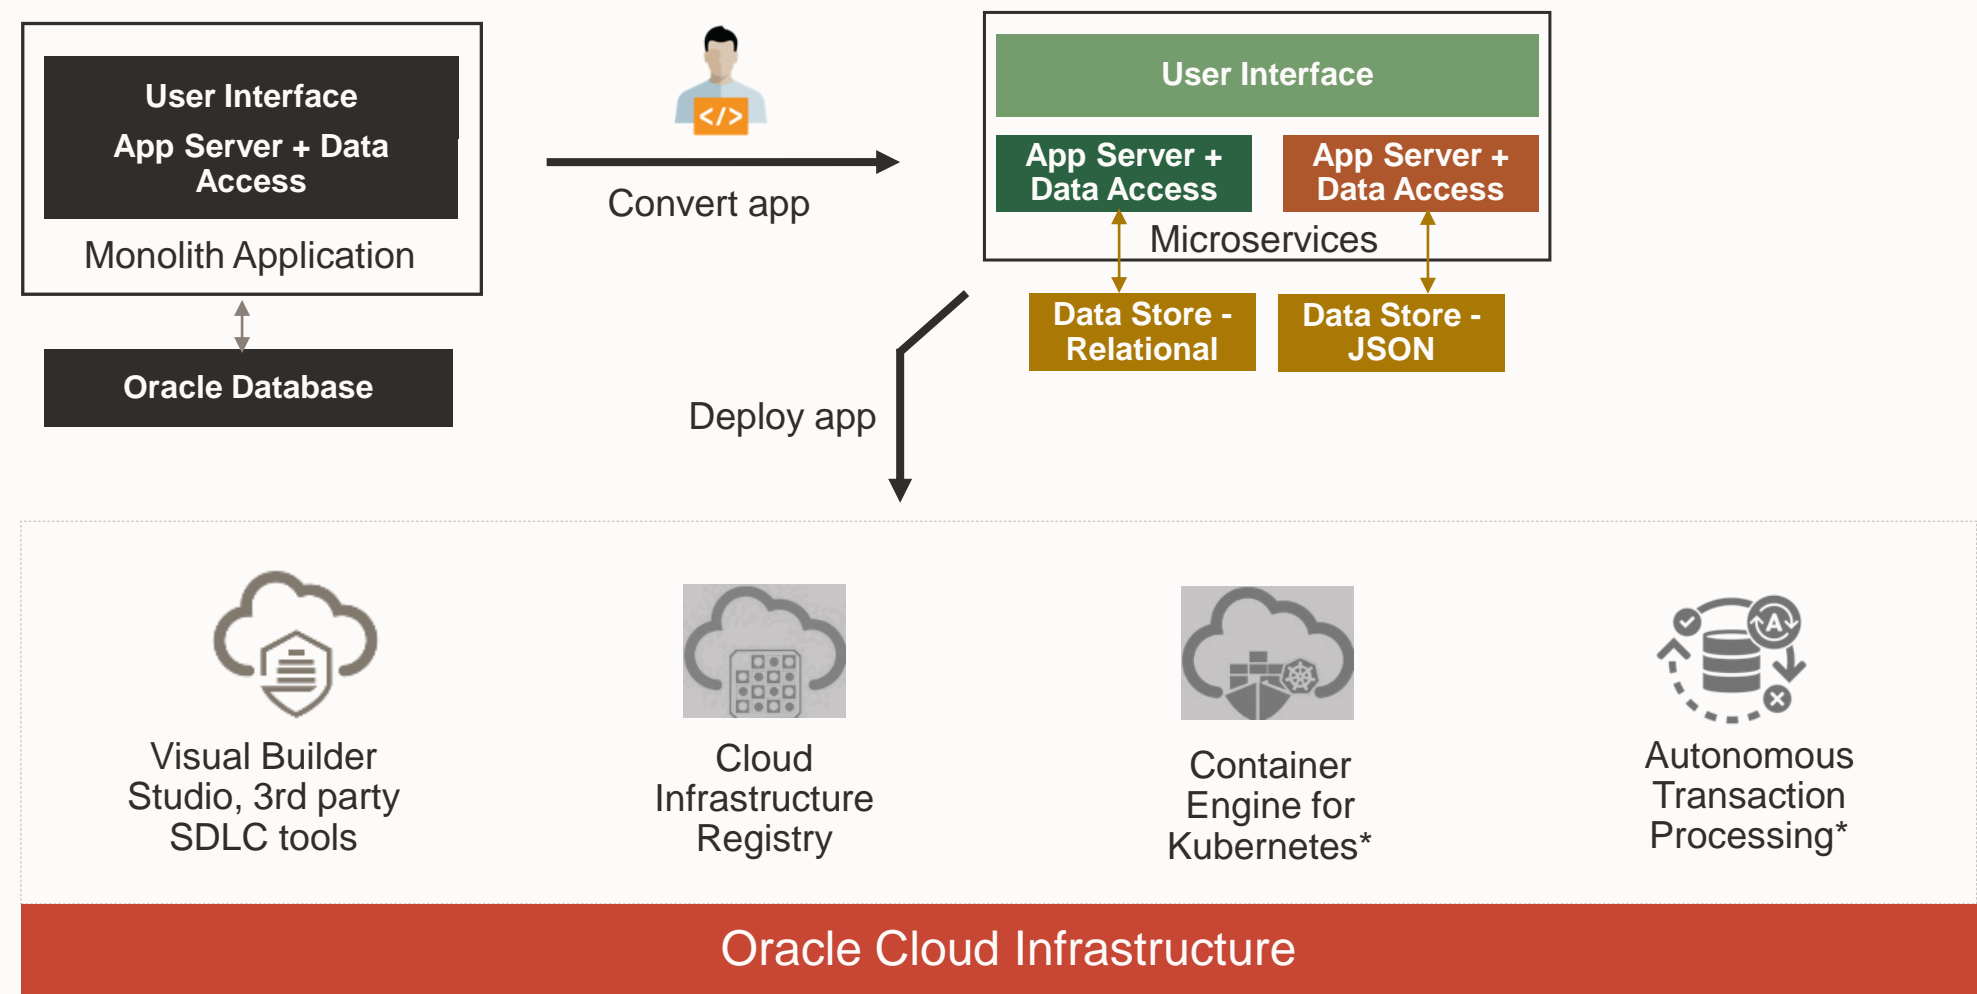 User Interface
App Server + Data
Access
Monolith Application
Oracle Database
</>
Convert app
User Interface
App Server +
Data Access
App Server +
Data Access
Microservices
Data Store -
Relational
Data Store -
JSON
Deploy app
Visual Builder
Studio, 3rd party
SDLC tools
Cloud
Infrastructure
Registry
Container
Engine for
Kubernetes*
A
Autonomous
Transaction
Processing*
Oracle Cloud Infrastructure